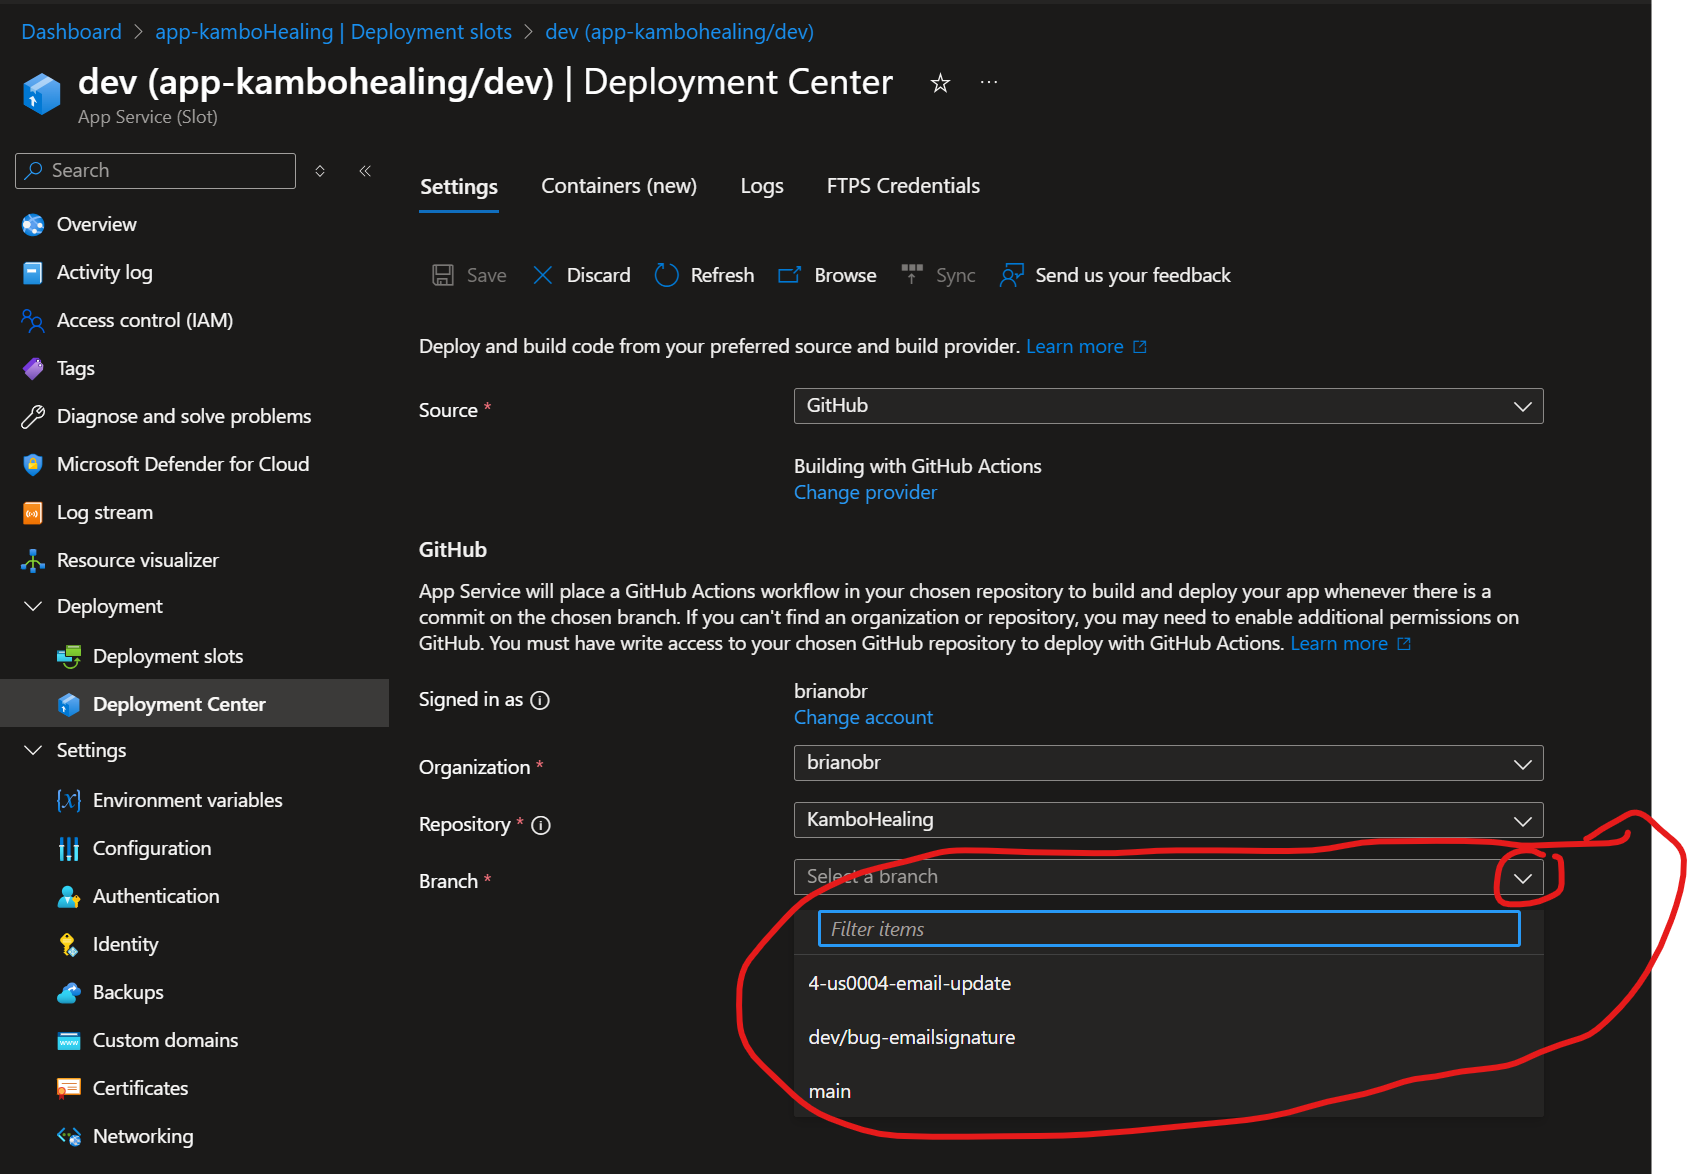 Dashboard > app-kamboHealing | Deployment slots > dev (app-kambohealing/dev)
dev (app-kambohealing/dev) | Deployment Center
App Service (Slot)
Search
Overview
Activity log
Access control (IAM)
Tags
Diagnose and solve problems
Microsoft Defender for Cloud
Log stream
Resource visualizer
Deployment
Deployment slots
Deployment Center
Settings
Environment variables
Configuration
Authentication
Identity
Backups
Custom domains
Certificates
Networking
Settings Containers (new) Logs FTPS Credentials
Save Discard Refresh Browse Sync Send us your feedback
Deploy and build code from your preferred source and build provider. Learn more
Source * GitHub
Building with GitHub Actions
Change provider
GitHub
App Service will place a GitHub Actions workflow in your chosen repository to build and deploy your app whenever there is a
commit on the chosen branch. If you can't find an organization or repository, you may need to enable additional permissions on
GitHub. You must have write access to your chosen GitHub repository to deploy with GitHub Actions. Learn more
Signed in as brianobr
Change account
Organization * brianobr
Repository * KamboHealing
Branch * Select a branch
Filter items
4-us0004-email-update
dev/bug-emailsignature
main